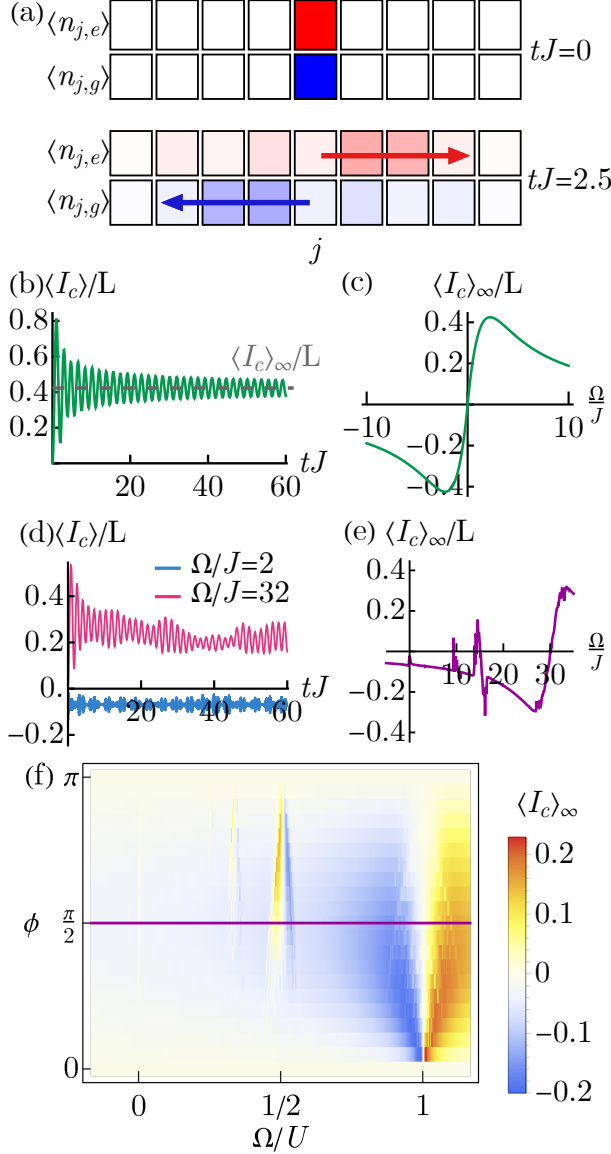 (a) ⟨n_{j,e}⟩
tJ=0
⟨n_{j,g}⟩
⟨n_{j,e}⟩
tJ=2.5
⟨n_{j,g}⟩
j
(b) ⟨I_c⟩/L
0.8
0.6
0.4
0.2
⟨I_c⟩_∞/L
20 40 60
tJ
(c) ⟨I_c⟩_∞/L
0.4
0.2
−0.2
−0.4
−10 10
Ω/J
(d) ⟨I_c⟩/L
Ω/J=2
Ω/J=32
0.4
0.2
0.
−0.2
20 40 60
tJ
(e) ⟨I_c⟩_∞/L
0.4
0.2
−0.2
−0.4
10 20 30
Ω/J
(f) π
ϕ π/2
0
0 1/2 1
Ω/U
⟨I_c⟩_∞
0.2
0.1
0
−0.1
−0.2